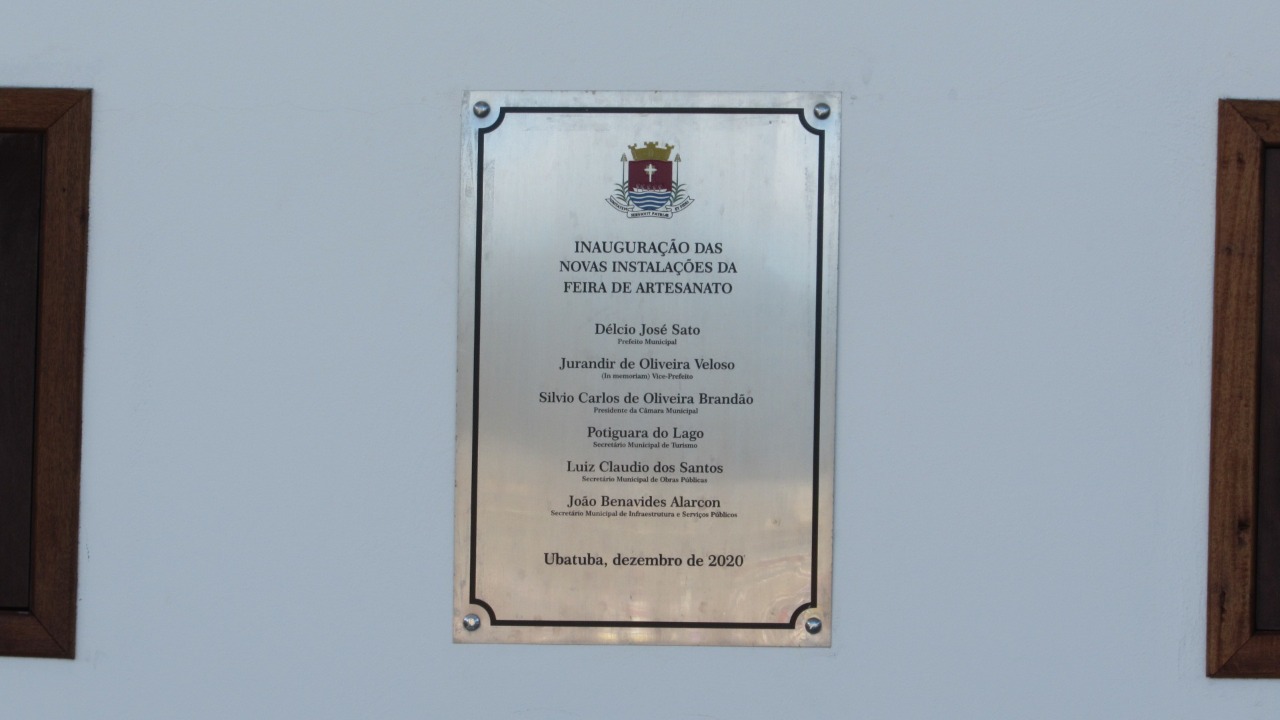 INAUGURAÇÃO DAS
NOVAS INSTALAÇÕES DA
FEIRA DE ARTESANATO
Délcio José Sato
Prefeito Municipal
Jurandir de Oliveira Veloso
(In memoriam) Vice-Prefeito
Silvio Carlos de Oliveira Brandão
Presidente da Câmara Municipal
Potiguara do Lago
Secretário Municipal de Turismo
Luiz Claudio dos Santos
Secretário Municipal de Obras Públicas
João Benavides Alarcon
Secretário Municipal de Infraestrutura e Serviços Públicos
Ubatuba, dezembro de 2020